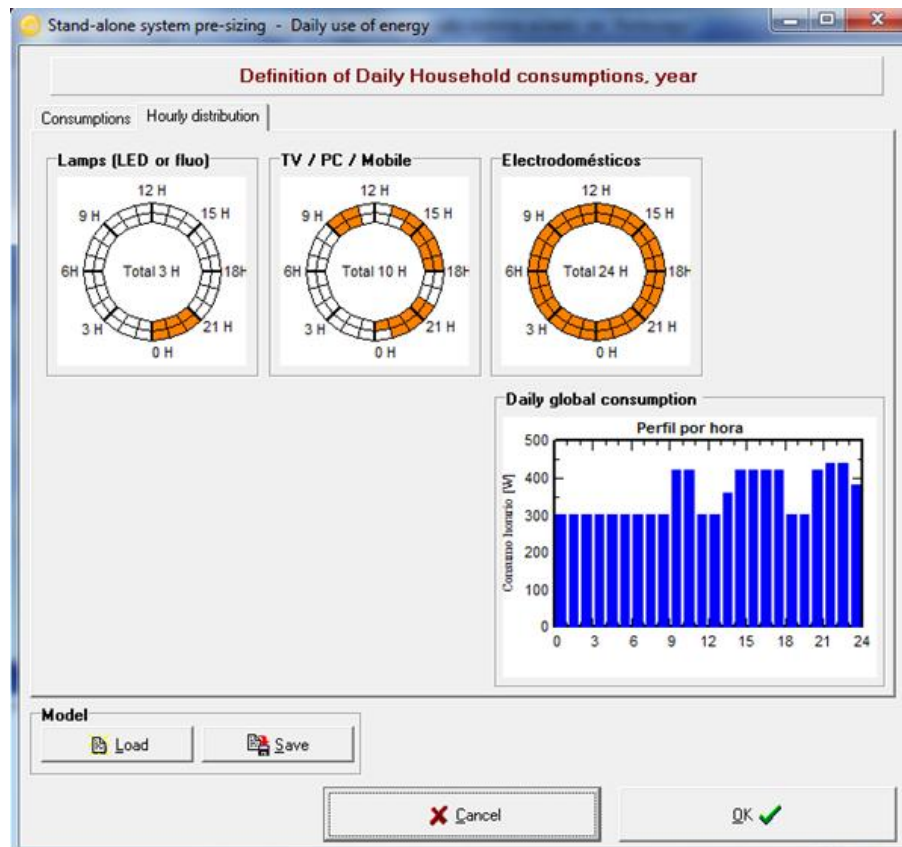 Stand-alone system pre-sizing - Daily use of energy
Definition of Daily Household consumptions, year
Consumptions Hourly distribution
Lamps (LED or fluo)
12 H
9 H 15 H
6H Total 3 H 18H
3 H 21 H
0 H
TV / PC / Mobile
12 H
9 H 15 H
6H Total 10 H 18H
3 H 21 H
0 H
Electrodomésticos
12 H
9 H 15 H
6H Total 24 H 18H
3 H 21 H
0 H
Daily global consumption
Perfil por hora
Consumo horario [W]
500
400
300
200
100
0
0 3 6 9 12 15 18 21 24
Model
Load Save
Cancel OK